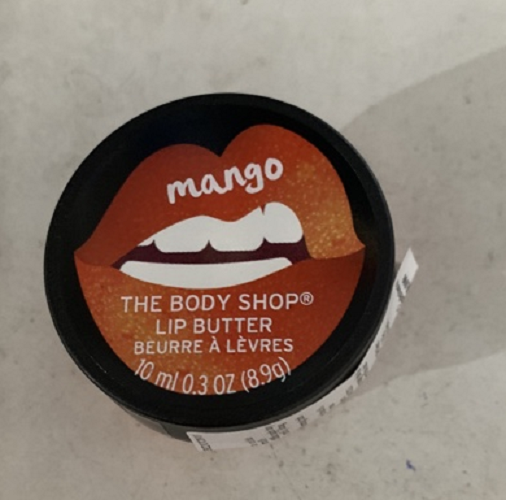 mango
THE BODY SHOP®
LIP BUTTER
BEURRE À LÈVRES
10 ml 0.3 OZ (8.9g)